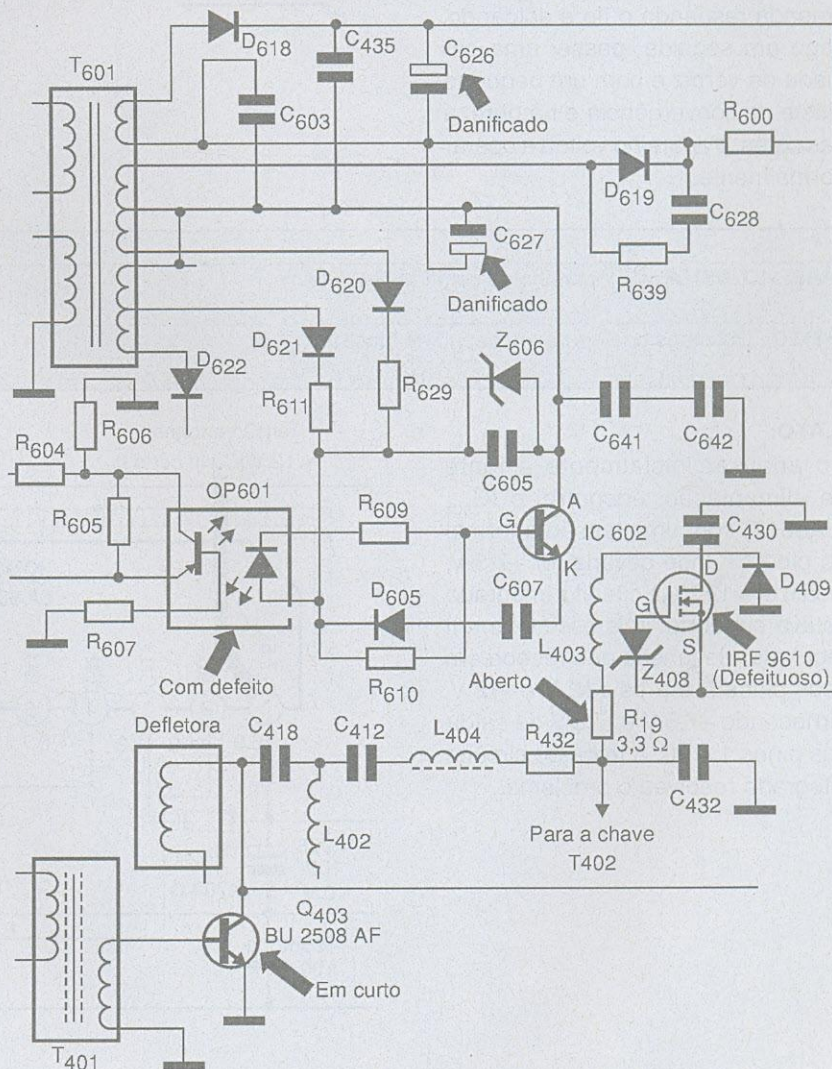 D618
C435
C626
T601
C603
Danificado
R600
D619
C628
C627
R639
D620
Danificado
D621
Z606
D622
R629
R611
R606
C641
C642
R604
C605
OP601
A
R609
G
IC 602
C430
R605
K
D
D605
C607
D409
G
R607
L403
S
Z408
IRF 9610
(Defeituoso)
R610
Com defeito
Aberto
Defletora
C418
C412
L404
R432
R19
3,3 Ω
C432
L402
Para a chave
T402
Q403
BU 2508 AF
Em curto
T401